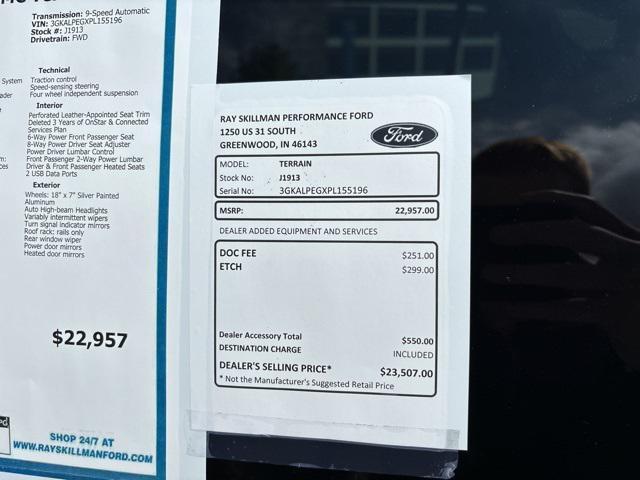 Transmission: 9-Speed Automatic
VIN: 3GKALPEGXPL155196
Stock #: J1913
Drivetrain: FWD
Technical
System
Traction control
Speed-sensing steering
Four wheel independent suspension
Interior
Perforated Leather-Appointed Seat Trim
Deleted 3 Years of OnStar & Connected
Services Plan
6-Way Power Front Passenger Seat
8-Way Power Driver Seat Adjuster
Power Driver Lumbar Control
Front Passenger 2-Way Power Lumbar
Driver & Front Passenger Heated Seats
2 USB Data Ports
Exterior
Wheels: 18" x 7" Silver Painted
Aluminum
Auto High-beam Headlights
Variably intermittent wipers
Turn signal indicator mirrors
Roof rack: rails only
Rear window wiper
Power door mirrors
Heated door mirrors
$22,957
SHOP 24/7 AT
WWW.RAYSKILLMANFORD.COM
RAY SKILLMAN PERFORMANCE FORD
1250 US 31 SOUTH
GREENWOOD, IN 46143
Ford
MODEL: TERRAIN
Stock No: J1913
Serial No: 3GKALPEGXPL155196
MSRP: 22,957.00
DEALER ADDED EQUIPMENT AND SERVICES
DOC FEE $251.00
ETCH $299.00
Dealer Accessory Total $550.00
DESTINATION CHARGE INCLUDED
DEALER'S SELLING PRICE* $23,507.00
* Not the Manufacturer's Suggested Retail Price